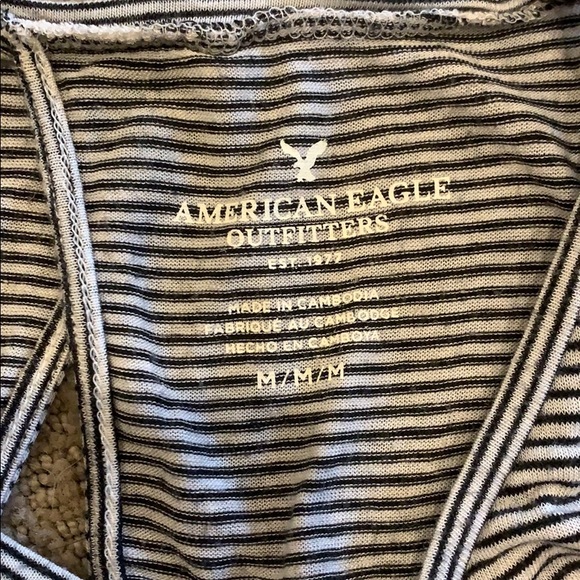 AMERICAN EAGLE
OUTFITTERS
EST. 1977
MADE IN CAMBODIA
FABRIQUÉ AU CAMBODGE
HECHO EN CAMBOYA
M/M/M